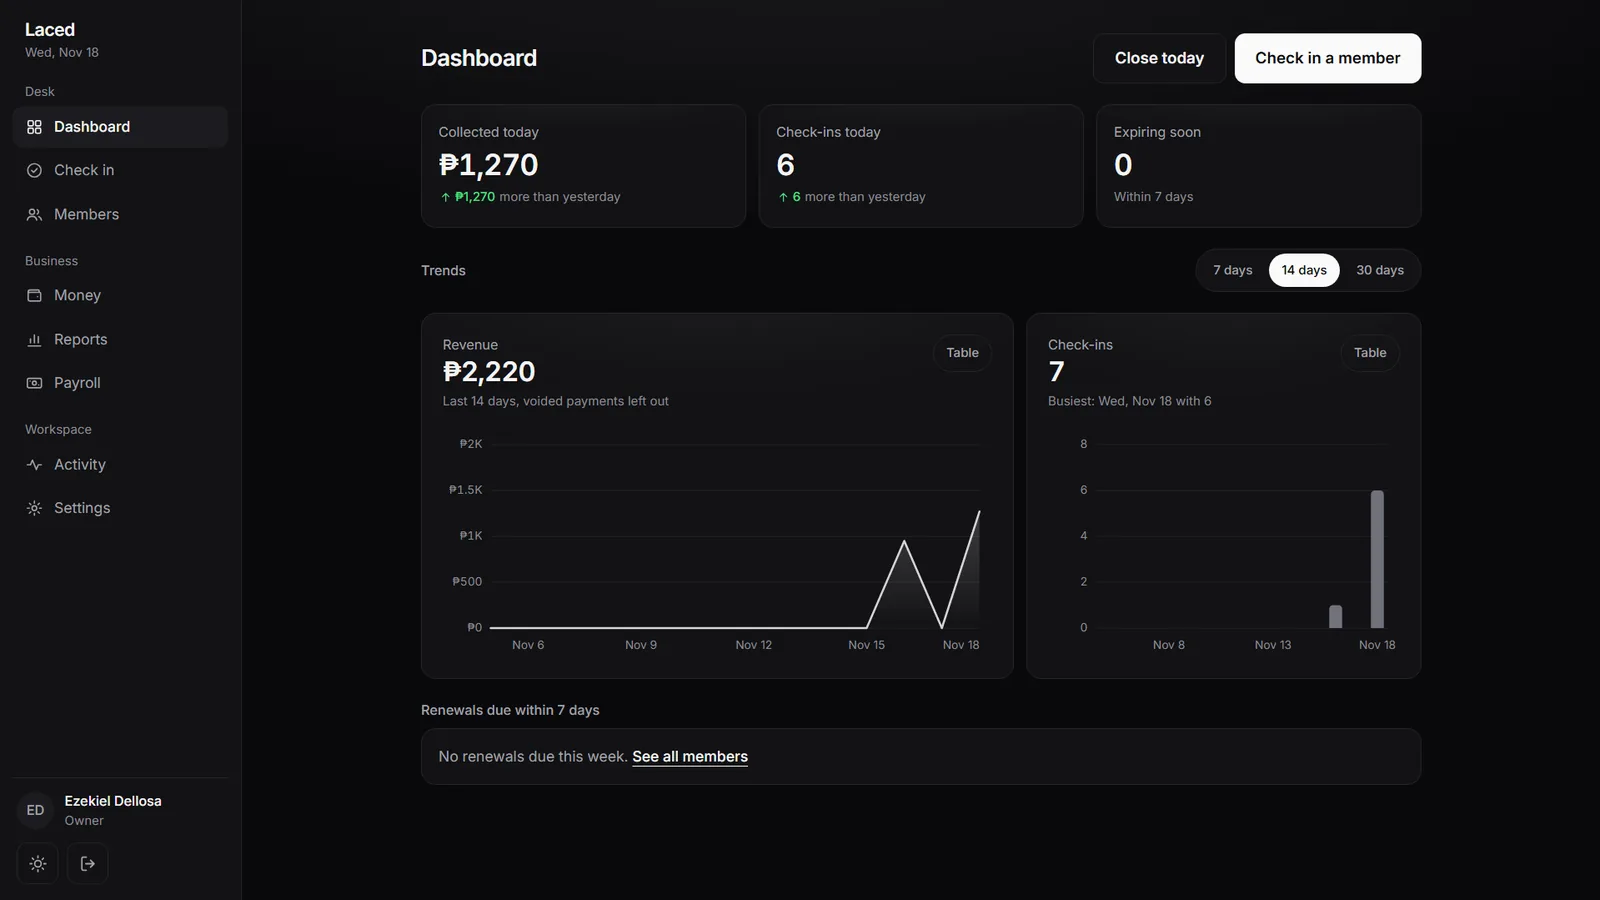 Laced
Wed, Nov 18
Desk
Dashboard
Check in
Members
Business
Money
Reports
Payroll
Workspace
Activity
Settings
ED
Ezekiel Dellosa
Owner
Dashboard
Close today
Check in a member
Collected today
₱1,270
↑ ₱1,270 more than yesterday
Check-ins today
6
↑ 6 more than yesterday
Expiring soon
0
Within 7 days
Trends
7 days
14 days
30 days
Revenue
₱2,220
Last 14 days, voided payments left out
Table
₱2K
₱1.5K
₱1K
₱500
₱0
Nov 6
Nov 9
Nov 12
Nov 15
Nov 18
Check-ins
7
Busiest: Wed, Nov 18 with 6
Table
8
6
4
2
0
Nov 8
Nov 13
Nov 18
Renewals due within 7 days
No renewals due this week. See all members